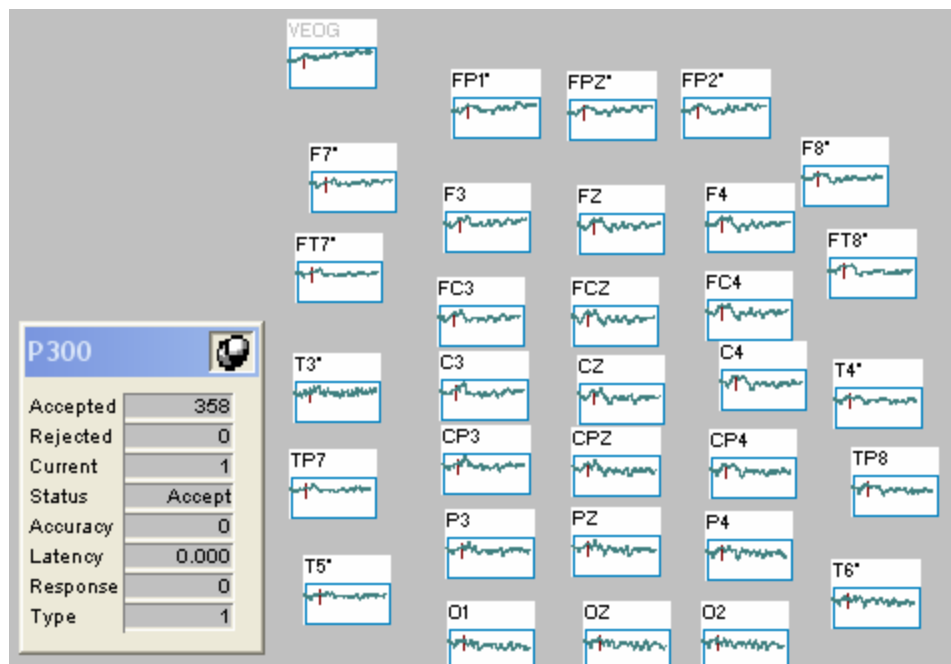 VEOG
FP1" FPZ" FP2"
F7" F8"
F3 FZ F4
FT7" FT8"
FC3 FCZ FC4
P300
T3" C3 CZ C4 T4"
Accepted 358
Rejected 0
Current 1
Status Accept
Accuracy 0
Latency 0.000
Response 0
Type 1
TP7 CP3 CPZ CP4 TP8
P3 PZ P4
T5" T6"
O1 OZ O2